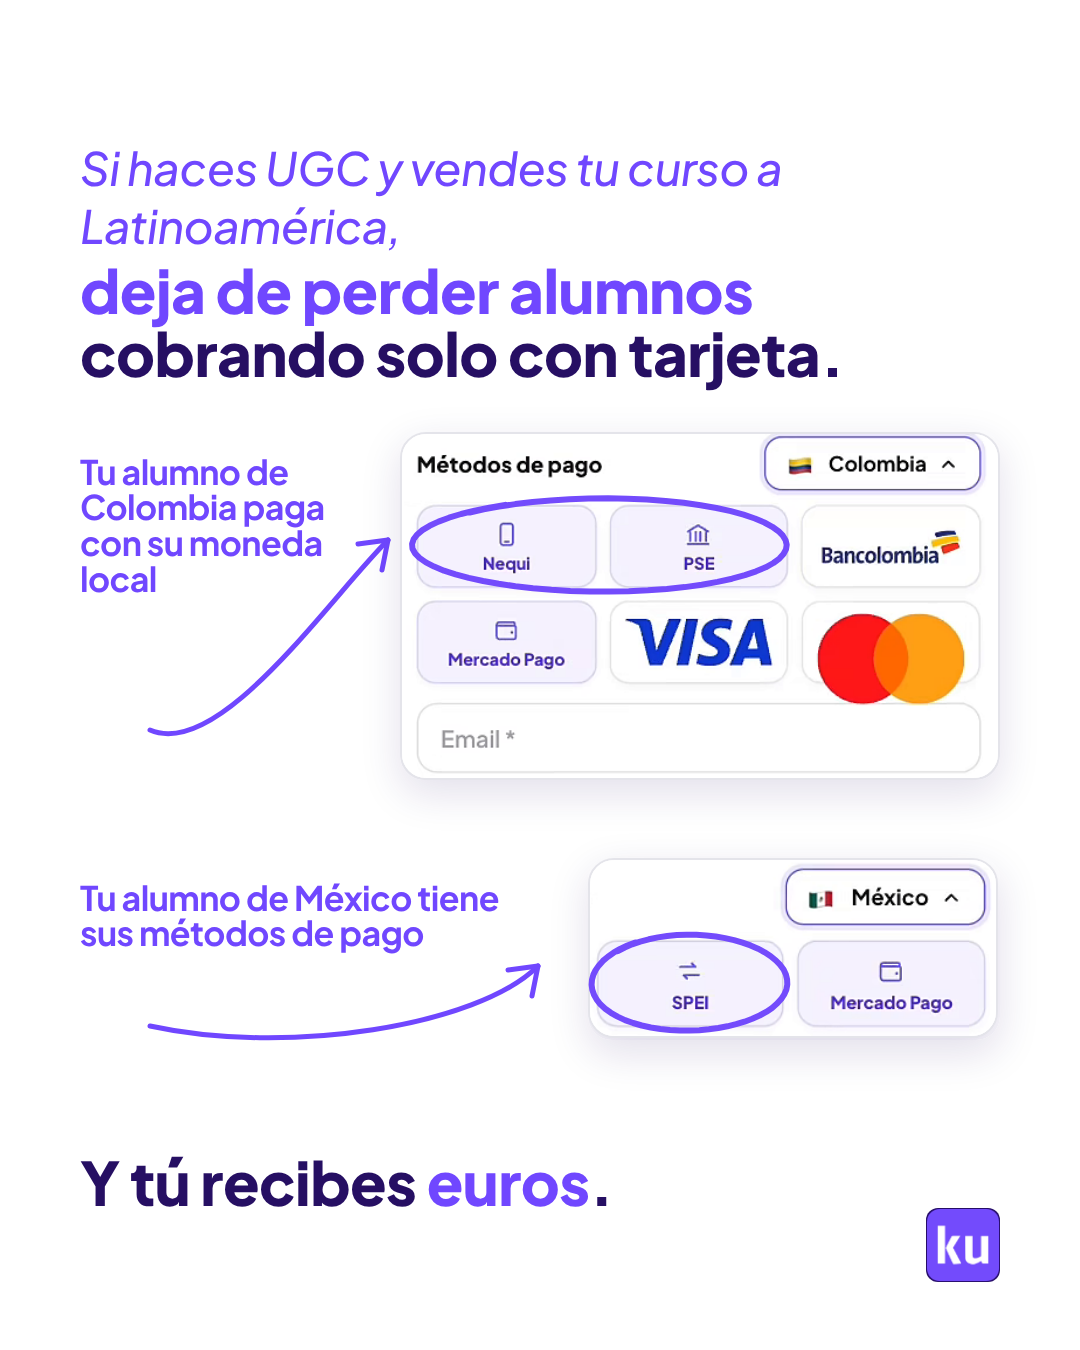 Si haces UGC y vendes tu curso a
Latinoamérica,
deja de perder alumnos
cobrando solo con tarjeta.
Tu alumno de
Colombia paga
con su moneda
local
Métodos de pago
Colombia
Nequi
PSE
Bancolombia
Mercado Pago
VISA
Email *
Tu alumno de México tiene
sus métodos de pago
México
SPEI
Mercado Pago
Y tú recibes euros.
ku